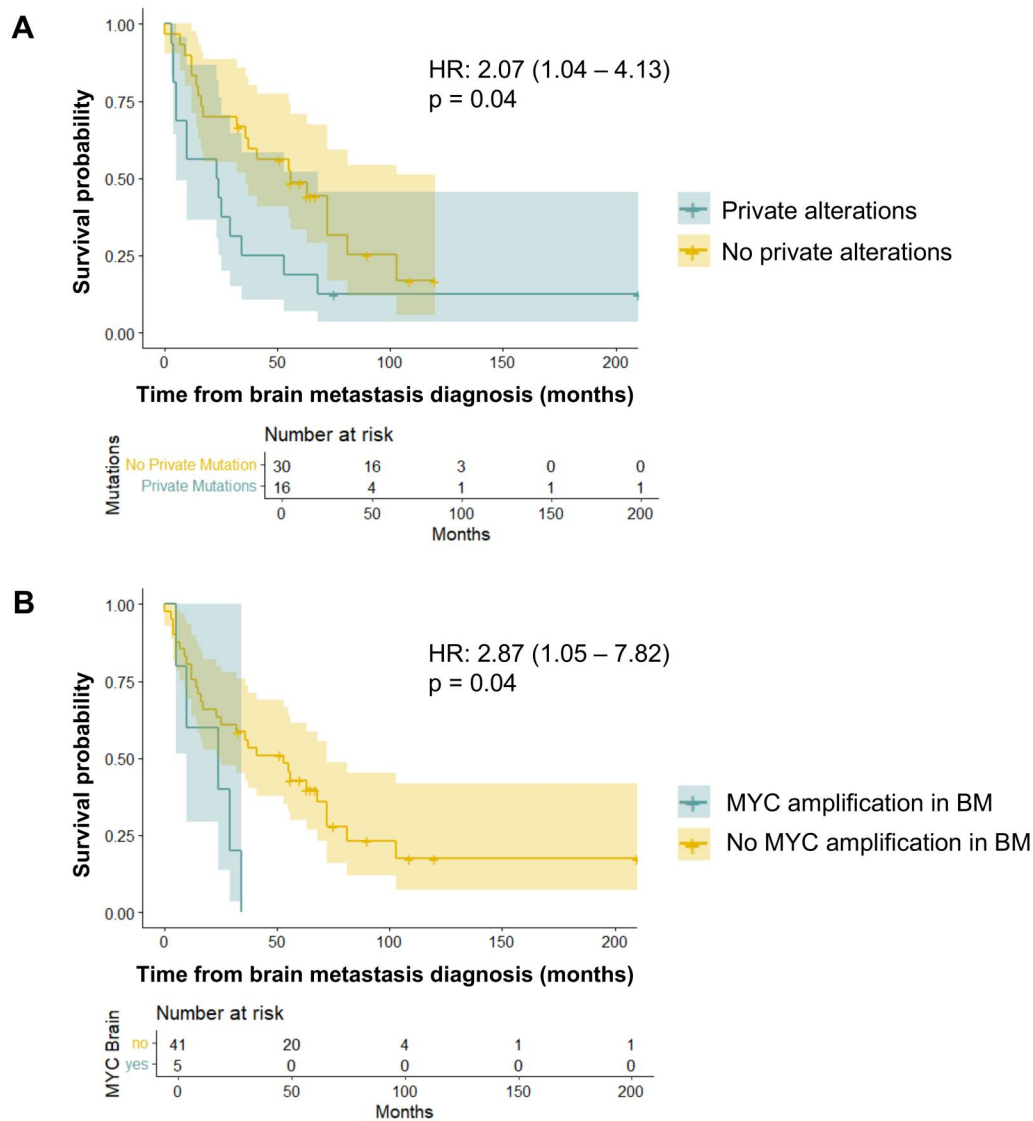 A
1.00
0.75
0.50
0.25
0.00
Survival probability
HR: 2.07 (1.04 – 4.13)
p = 0.04
Private alterations
No private alterations
0 50 100 150 200
Time from brain metastasis diagnosis (months)
Number at risk
Mutations
No Private Mutation 30 16 3 0 0
Private Mutations 16 4 1 1 1
0 50 100 150 200
Months
B
1.00
0.75
0.50
0.25
0.00
Survival probability
HR: 2.87 (1.05 – 7.82)
p = 0.04
MYC amplification in BM
No MYC amplification in BM
0 50 100 150 200
Time from brain metastasis diagnosis (months)
Number at risk
MYC Brain
no 41 20 4 1 1
yes 5 0 0 0 0
0 50 100 150 200
Months